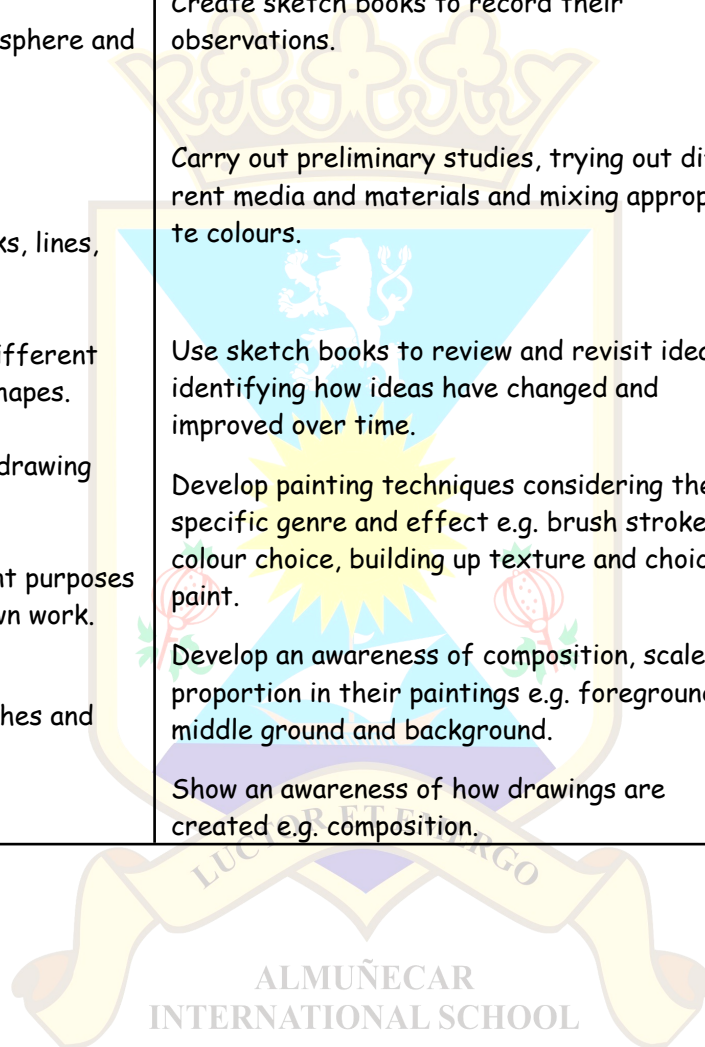 sphere and
ks, lines,
ifferent
hapes.
drawing
nt purposes
wn work.
hes and
Create sketch books to record their
observations.
Carry out preliminary studies, trying out di
rent media and materials and mixing approp
te colours.
Use sketch books to review and revisit idea
identifying how ideas have changed and
improved over time.
Develop painting techniques considering the
specific genre and effect e.g. brush stroke
colour choice, building up texture and choic
paint.
Develop an awareness of composition, scale
proportion in their paintings e.g. foreground
middle ground and background.
Show an awareness of how drawings are
created e.g. composition.
LUCTOR ET EMERGO
ALMUÑECAR
INTERNATIONAL SCHOOL